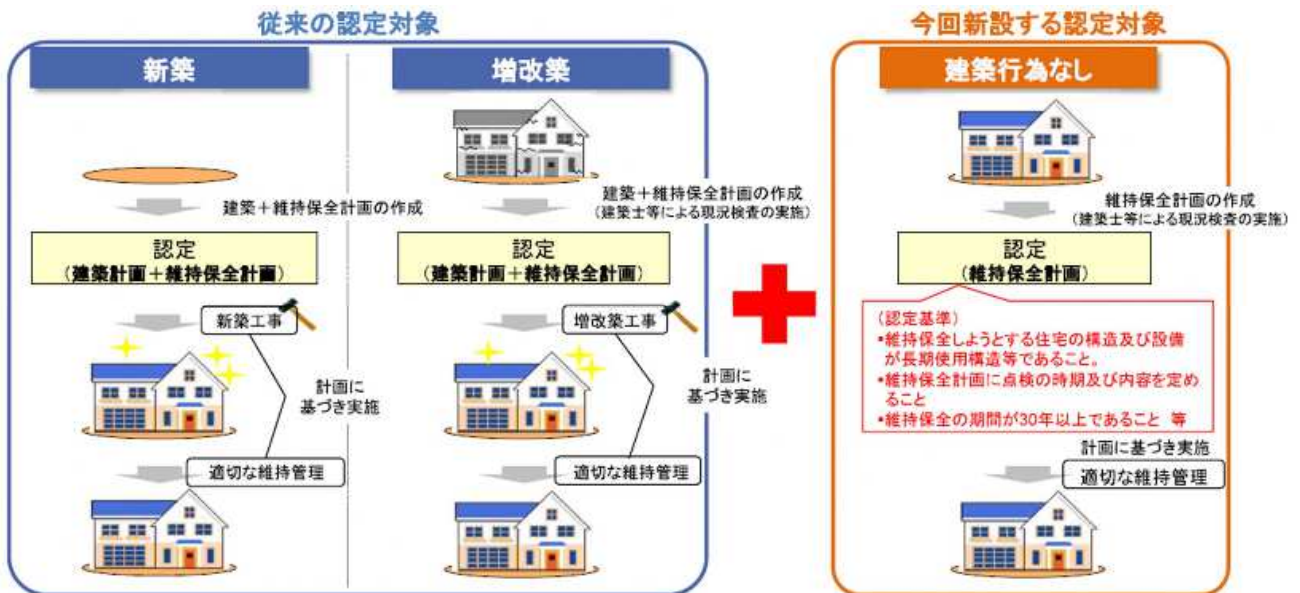 従来の認定対象
新築
建築+維持保全計画の作成
認定
(建築計画+維持保全計画)
新築工事
計画に
基づき実施
適切な維持管理
増改築
建築+維持保全計画の作成
(建築士等による現況検査の実施)
認定
(建築計画+維持保全計画)
増改築工事
計画に
基づき実施
適切な維持管理
今回新設する認定対象
建築行為なし
維持保全計画の作成
(建築士等による現況検査の実施)
認定
(維持保全計画)
(認定基準)
•維持保全しようとする住宅の構造及び設備
が長期使用構造等であること。
•維持保全計画に点検の時期及び内容を定め
ること
•維持保全の期間が30年以上であること 等
計画に基づき実施
適切な維持管理